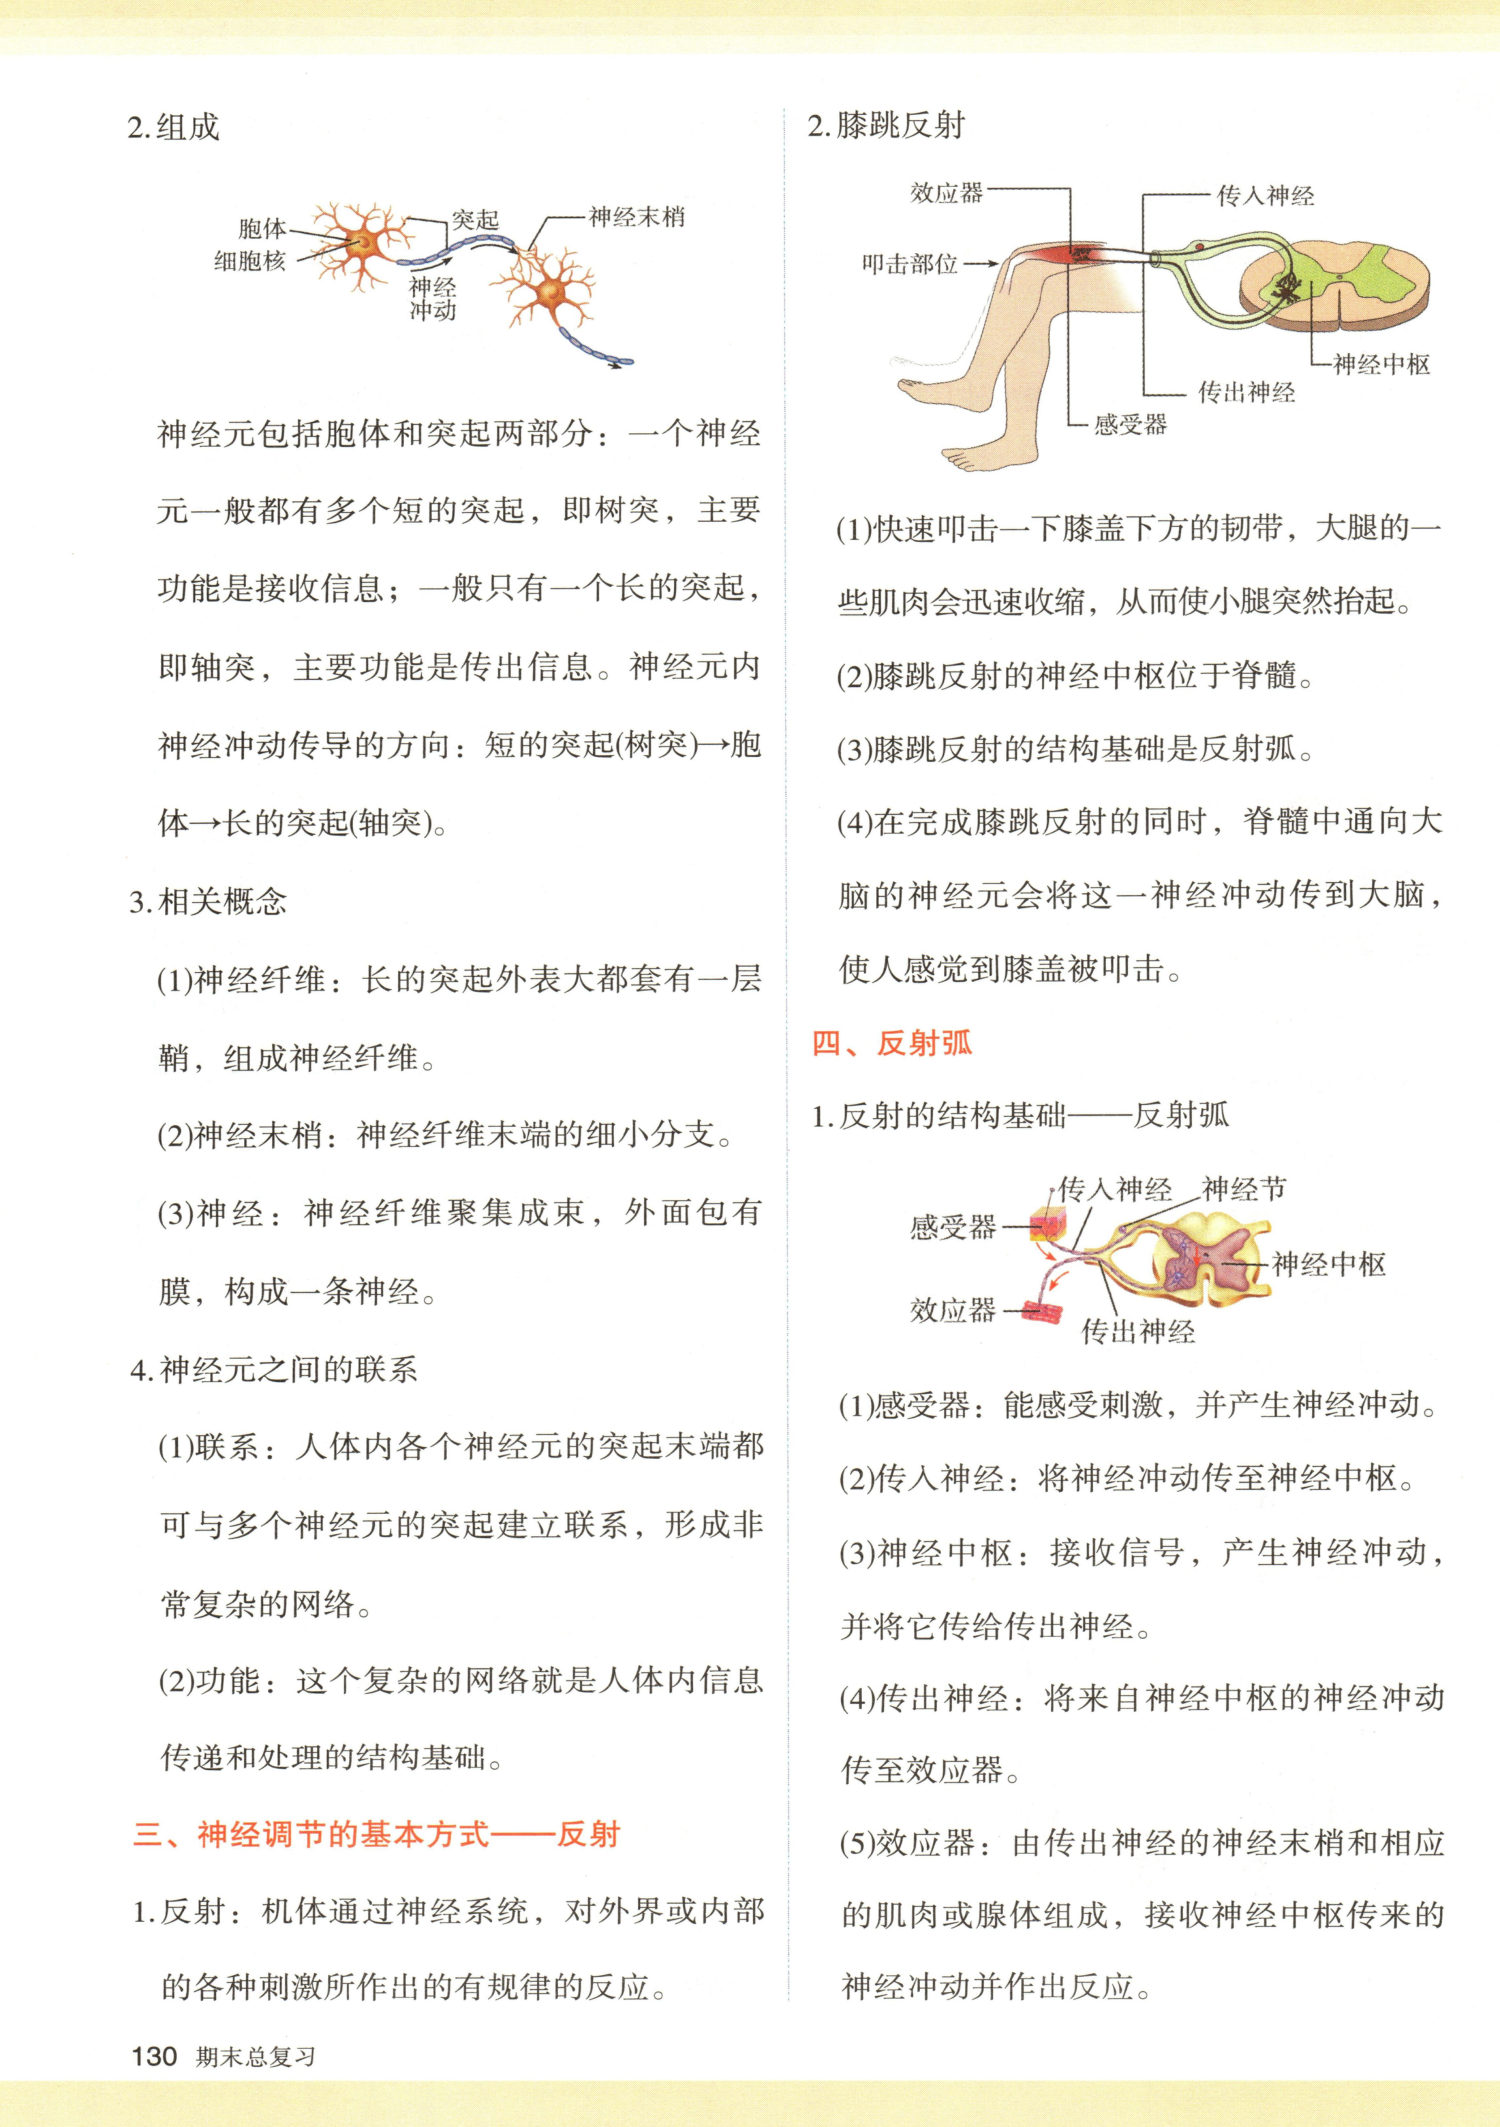 2.组成
胞体
细胞核
突起
神经末梢
神经
冲动
神经元包括胞体和突起两部分：一个神经
元一般都有多个短的突起，即树突，主要
功能是接收信息；一般只有一个长的突起，
即轴突，主要功能是传出信息。神经元内
神经冲动传导的方向：短的突起(树突)→胞
体→长的突起(轴突)。
3.相关概念
(1)神经纤维：长的突起外表大都套有一层
鞘，组成神经纤维。
(2)神经末梢：神经纤维末端的细小分支。
(3)神经：神经纤维聚集成束，外面包有
膜，构成一条神经。
4.神经元之间的联系
(1)联系：人体内各个神经元的突起末端都
可与多个神经元的突起建立联系，形成非
常复杂的网络。
(2)功能：这个复杂的网络就是人体内信息
传递和处理的结构基础。
三、神经调节的基本方式——反射
1.反射：机体通过神经系统，对外界或内部
的各种刺激所作出的有规律的反应。
2.膝跳反射
效应器
传入神经
叩击部位
神经中枢
传出神经
感受器
(1)快速叩击一下膝盖下方的韧带，大腿的一
些肌肉会迅速收缩，从而使小腿突然抬起。
(2)膝跳反射的神经中枢位于脊髓。
(3)膝跳反射的结构基础是反射弧。
(4)在完成膝跳反射的同时，脊髓中通向大
脑的神经元会将这一神经冲动传到大脑，
使人感觉到膝盖被叩击。
四、反射弧
1.反射的结构基础——反射弧
传入神经
神经节
感受器
神经中枢
效应器
传出神经
(1)感受器：能感受刺激，并产生神经冲动。
(2)传入神经：将神经冲动传至神经中枢。
(3)神经中枢：接收信号，产生神经冲动，
并将它传给传出神经。
(4)传出神经：将来自神经中枢的神经冲动
传至效应器。
(5)效应器：由传出神经的神经末梢和相应
的肌肉或腺体组成，接收神经中枢传来的
神经冲动并作出反应。
130 期末总复习